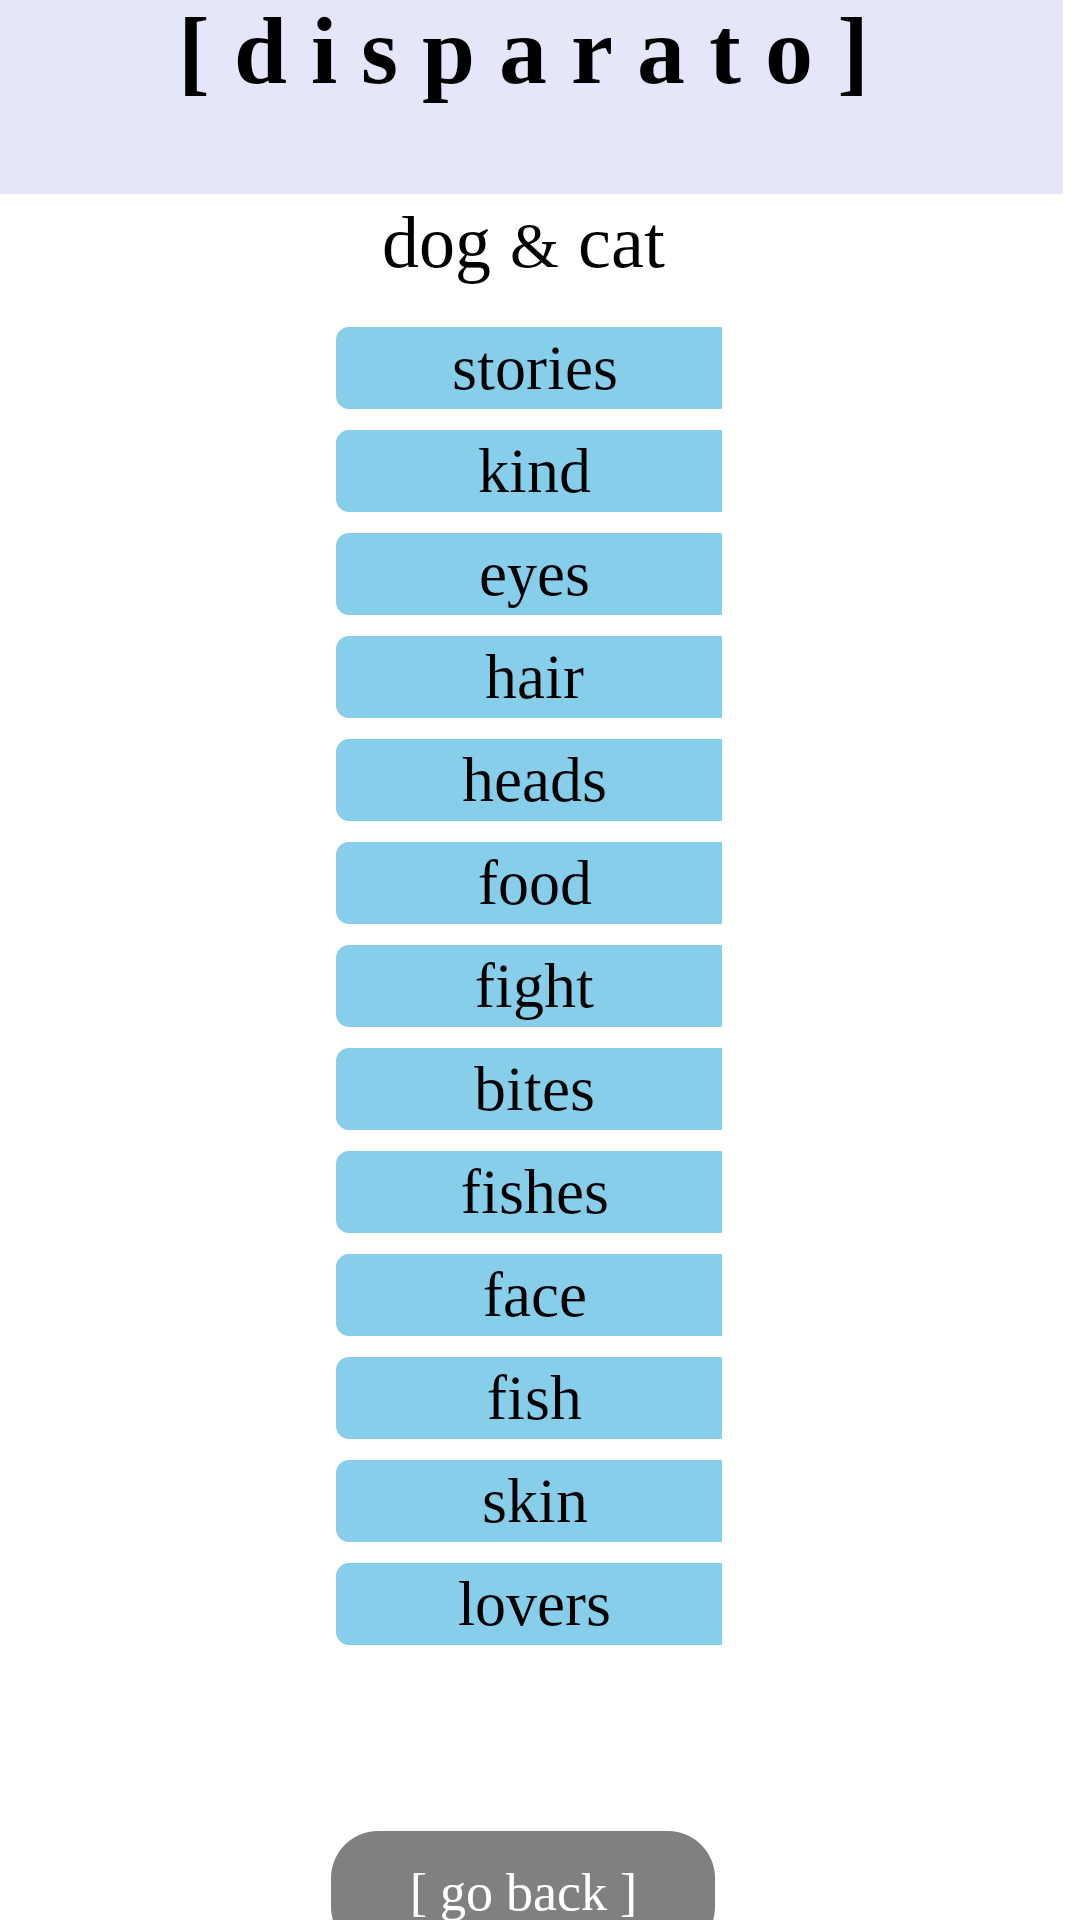 [ d i s p a r a t o ]
dog & cat
stories
kind
eyes
hair
heads
food
fight
bites
fishes
face
fish
skin
lovers
[ go back ]